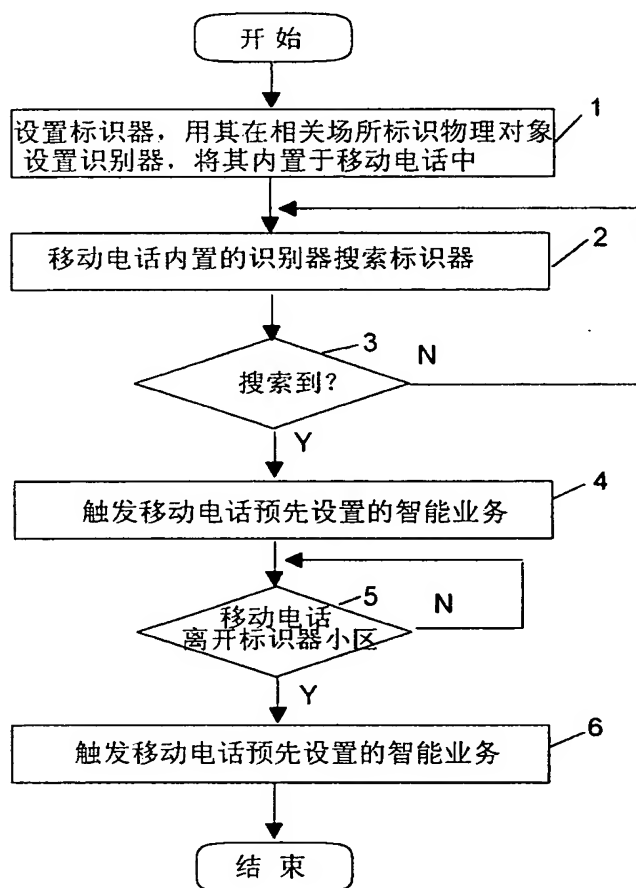 开始
1
设置标识器，用其在相关场所标识物理对象
设置识别器，将其内置于移动电话中
2
移动电话内置的识别器搜索标识器
3
N
搜索到？
Y
4
触发移动电话预先设置的智能业务
5
移动电话
N
离开标识器小区
Y
6
触发移动电话预先设置的智能业务
结束